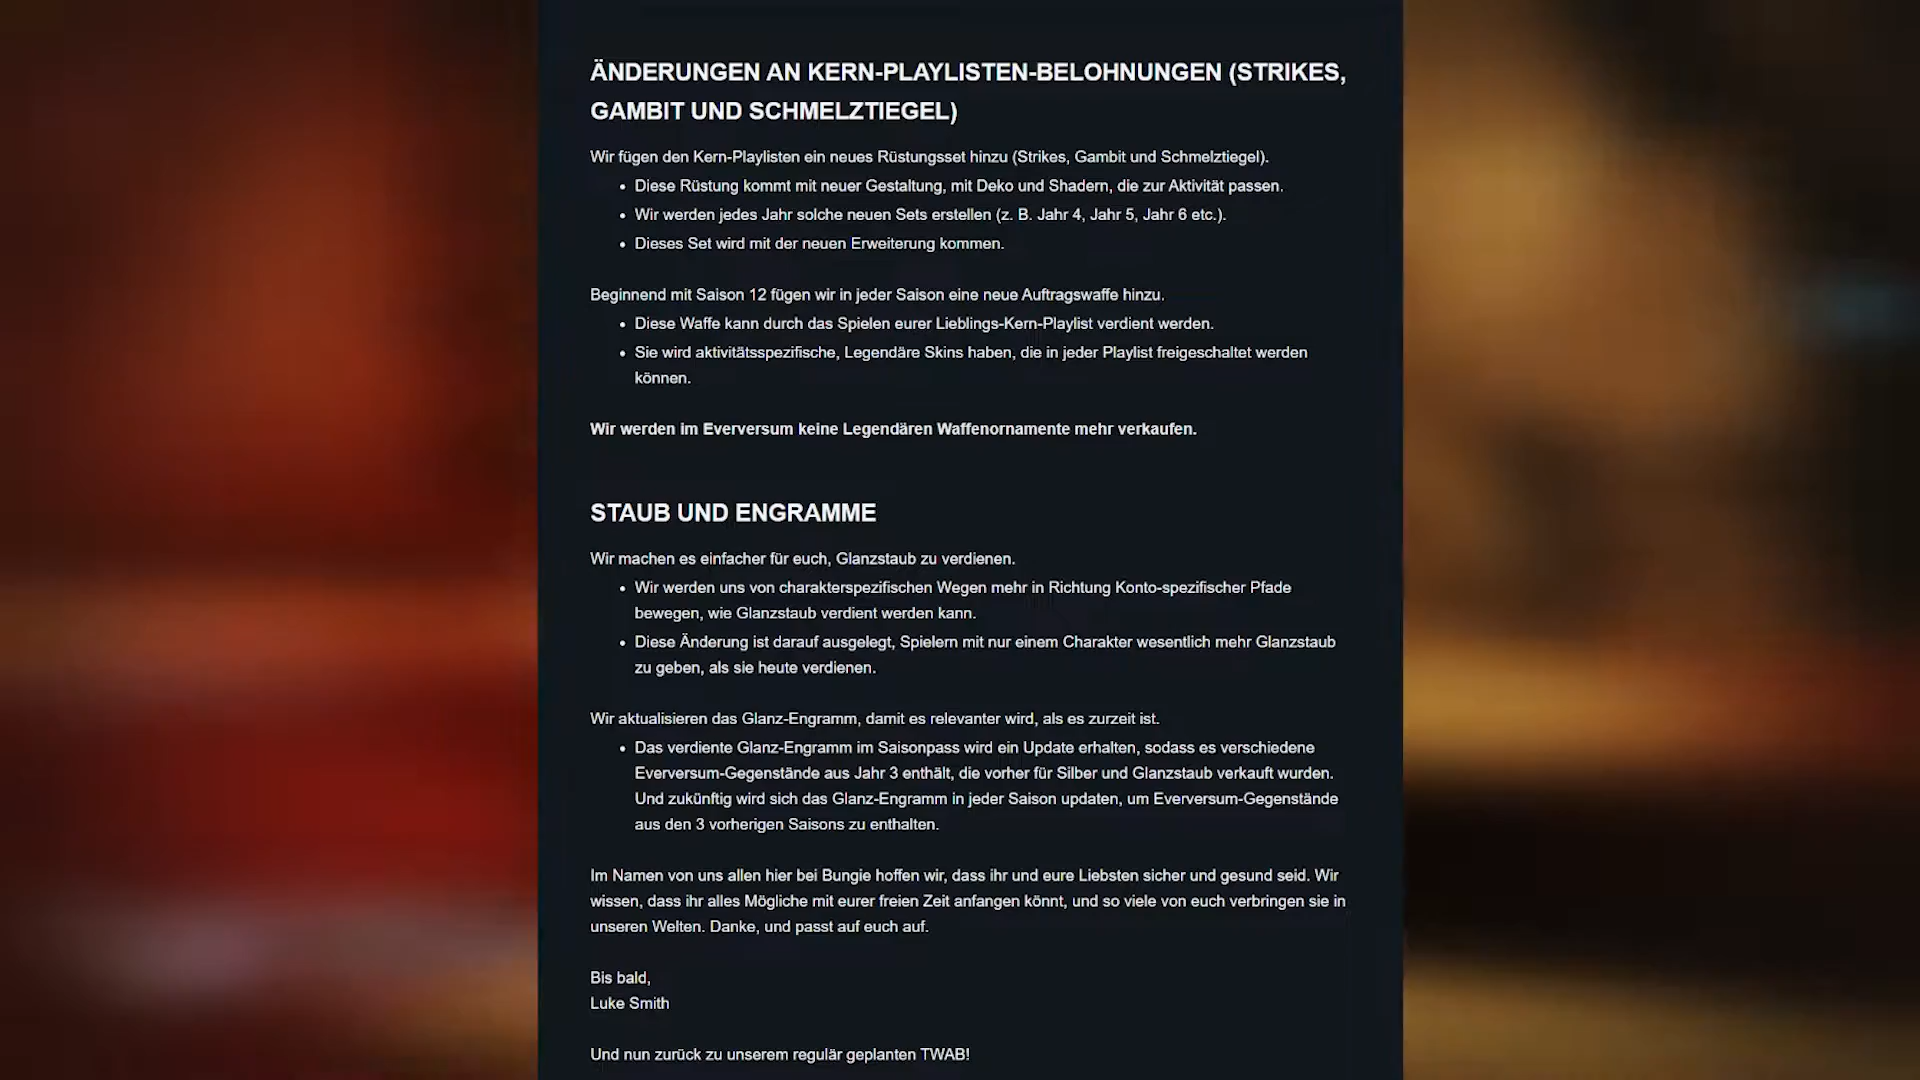 ÄNDERUNGEN AN KERN-PLAYLISTEN-BELOHNUNGEN (STRIKES,
GAMBIT UND SCHMELZTIEGEL)
Wir fügen den Kern-Playlisten ein neues Rüstungsset hinzu (Strikes, Gambit und Schmelztiegel).
• Diese Rüstung kommt mit neuer Gestaltung, mit Deko und Shadern, die zur Aktivität passen.
• Wir werden jedes Jahr solche neuen Sets erstellen (z. B. Jahr 4, Jahr 5, Jahr 6 etc.).
• Dieses Set wird mit der neuen Erweiterung kommen.
Beginnend mit Saison 12 fügen wir in jeder Saison eine neue Auftragswaffe hinzu.
• Diese Waffe kann durch das Spielen eurer Lieblings-Kern-Playlist verdient werden.
• Sie wird aktivitätsspezifische, Legendäre Skins haben, die in jeder Playlist freigeschaltet werden
können.
Wir werden im Everversum keine Legendären Waffenornamente mehr verkaufen.
STAUB UND ENGRAMME
Wir machen es einfacher für euch, Glanzstaub zu verdienen.
• Wir werden uns von charakterspezifischen Wegen mehr in Richtung Konto-spezifischer Pfade
bewegen, wie Glanzstaub verdient werden kann.
• Diese Änderung ist darauf ausgelegt, Spielern mit nur einem Charakter wesentlich mehr Glanzstaub
zu geben, als sie heute verdienen.
Wir aktualisieren das Glanz-Engramm, damit es relevanter wird, als es zurzeit ist.
• Das verdiente Glanz-Engramm im Saisonpass wird ein Update erhalten, sodass es verschiedene
Everversum-Gegenstände aus Jahr 3 enthält, die vorher für Silber und Glanzstaub verkauft wurden.
Und zukünftig wird sich das Glanz-Engramm in jeder Saison updaten, um Everversum-Gegenstände
aus den 3 vorherigen Saisons zu enthalten.
Im Namen von uns allen hier bei Bungie hoffen wir, dass ihr und eure Liebsten sicher und gesund seid. Wir
wissen, dass ihr alles Mögliche mit eurer freien Zeit anfangen könnt, und so viele von euch verbringen sie in
unseren Welten. Danke, und passt auf euch auf.
Bis bald,
Luke Smith
Und nun zurück zu unserem regulär geplanten TWAB!